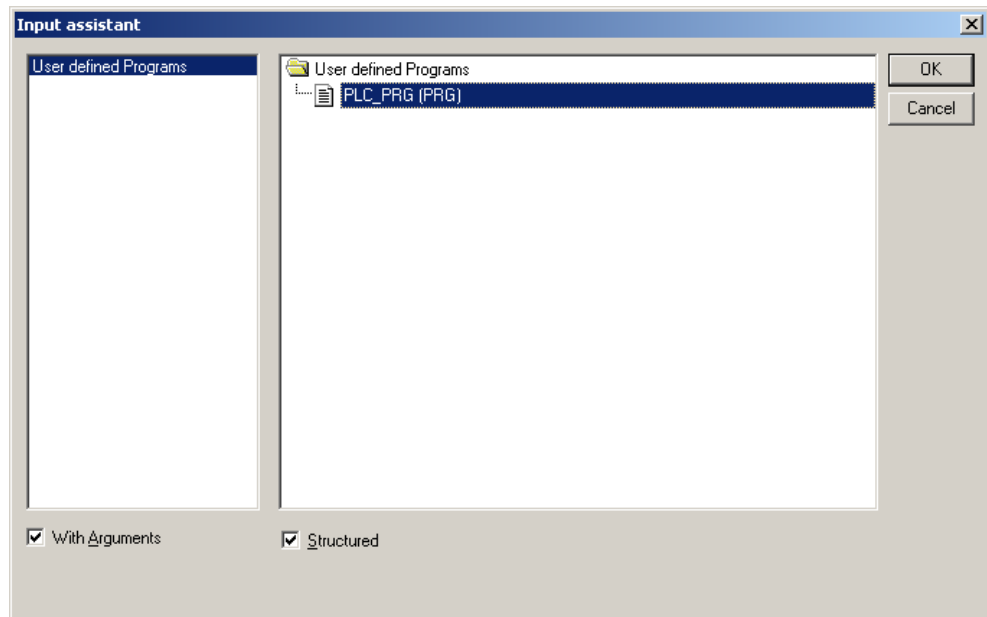 Input assistant
User defined Programs
User defined Programs
PLC_PRG (PRG)
OK
Cancel
With Arguments
Structured